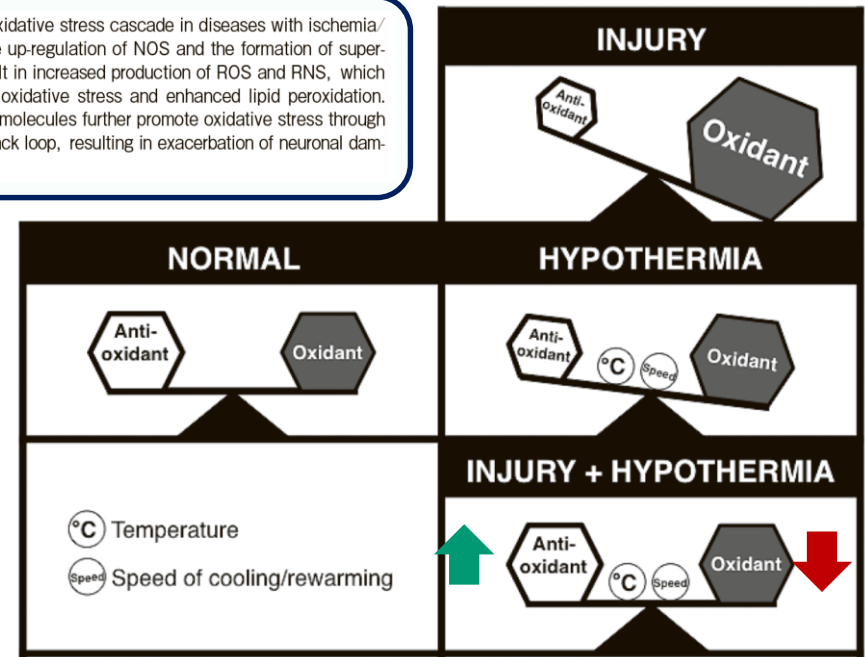 xidative stress cascade in diseases with ischemia/
e up-regulation of NOS and the formation of super-
lt in increased production of ROS and RNS, which
oxidative stress and enhanced lipid peroxidation.
molecules further promote oxidative stress through
ack loop, resulting in exacerbation of neuronal dam-
INJURY
Anti-
oxidant
Oxidant
NORMAL
Anti-
oxidant
Oxidant
HYPOTHERMIA
Anti-
oxidant
°C
Speed
Oxidant
°C Temperature
Speed Speed of cooling/rewarming
INJURY + HYPOTHERMIA
Anti-
oxidant
°C
Speed
Oxidant